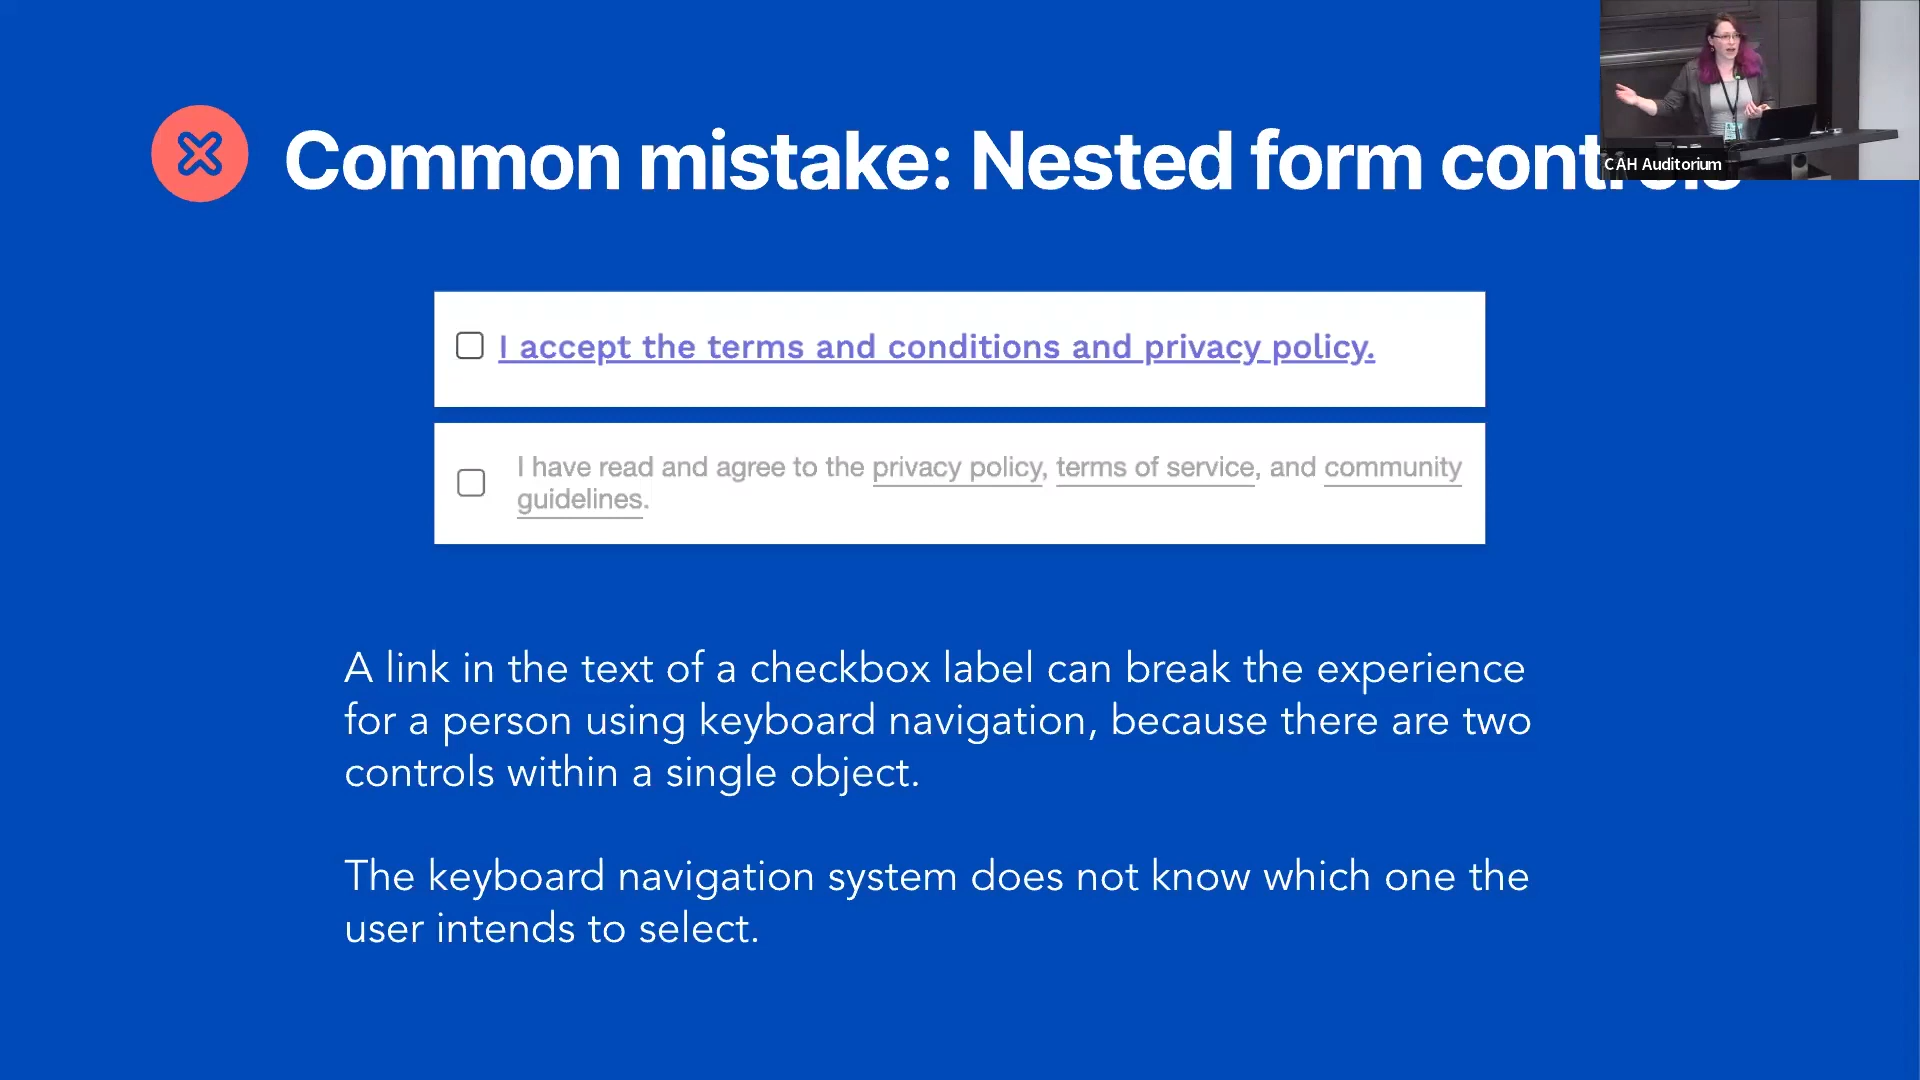 Common mistake: Nested form controls
CAH Auditorium
I accept the terms and conditions and privacy policy.
I have read and agree to the privacy policy, terms of service, and community
guidelines.
A link in the text of a checkbox label can break the experience
for a person using keyboard navigation, because there are two
controls within a single object.
The keyboard navigation system does not know which one the
user intends to select.